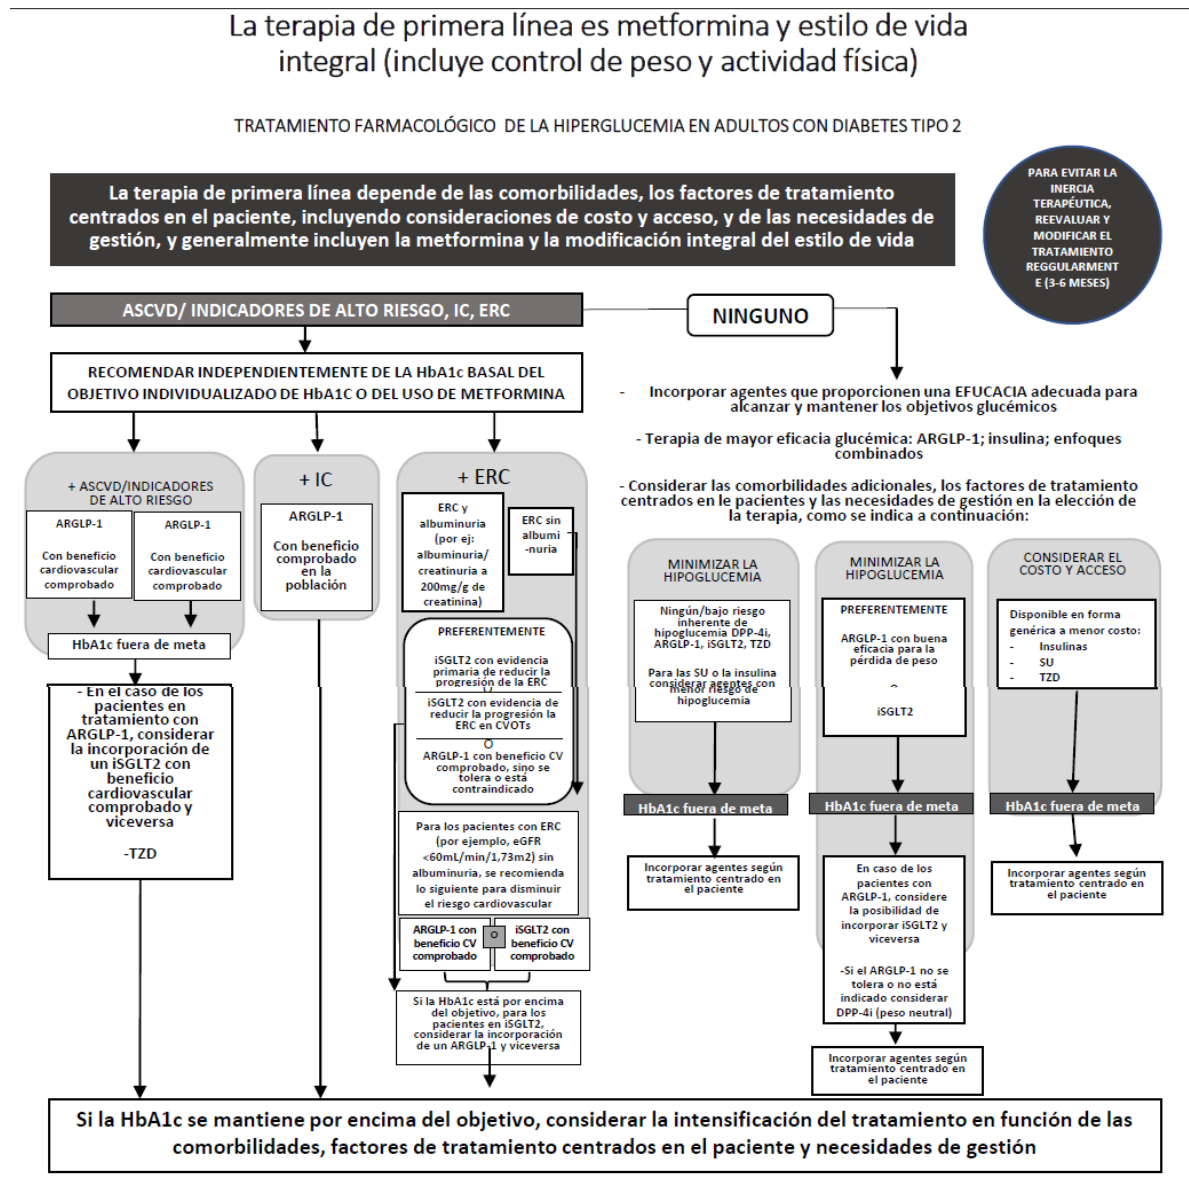 La terapia de primera línea es metformina y estilo de vida
integral (incluye control de peso y actividad física)
TRATAMIENTO FARMACOLÓGICO DE LA HIPERGLUCEMIA EN ADULTOS CON DIABETES TIPO 2
La terapia de primera línea depende de las comorbilidades, los factores de tratamiento
centrados en el paciente, incluyendo consideraciones de costo y acceso, y de las necesidades de
gestión, y generalmente incluyen la metformina y la modificación integral del estilo de vida
PARA EVITAR LA
INERCIA
TERAPÉUTICA,
REEVALUAR Y
MODIFICAR EL
TRATAMIENTO
REGGULARMENT
E (3-6 MESES)
ASCVD/ INDICADORES DE ALTO RIESGO, IC, ERC
NINGUNO
RECOMENDAR INDEPENDIENTEMENTE DE LA HbA1c BASAL DEL
OBJETIVO INDIVIDUALIZADO DE HbA1C O DEL USO DE METFORMINA
- Incorporar agentes que proporcionen una EFUCACIA adecuada para
alcanzar y mantener los objetivos glucémicos
- Terapia de mayor eficacia glucémica: ARGLP-1; insulina; enfoques
combinados
- Considerar las comorbilidades adicionales, los factores de tratamiento
centrados en le pacientes y las necesidades de gestión en la elección de
la terapia, como se indica a continuación:
+ ASCVD/INDICADORES
DE ALTO RIESGO
ARGLP-1
Con beneficio
cardiovascular
comprobado
ARGLP-1
Con beneficio
cardiovascular
comprobado
HbA1c fuera de meta
- En el caso de los
pacientes en
tratamiento con
ARGLP-1, considerar
la incorporación de
un iSGLT2 con
beneficio
cardiovascular
comprobado y
viceversa
-TZD
+ IC
ARGLP-1
Con beneficio
comprobado
en la
población
+ ERC
ERC y
albuminuria
(por ej:
albuminuria/
creatinuria a
200mg/g de
creatinina)
ERC sin
albumi
-nuria
PREFERENTEMENTE
iSGLT2 con evidencia
primaria de reducir la
progresión de la ERC
O
iSGLT2 con evidencia de
reducir la progresión la
ERC en CVOTs
O
ARGLP-1 con beneficio CV
comprobado, sino se
tolera o está
contraindicado
Para los pacientes con ERC
(por ejemplo, eGFR
<60mL/min/1,73m2) sin
albuminuria, se recomienda
lo siguiente para disminuir
el riesgo cardiovascular
ARGLP-1 con
beneficio CV
comprobado
O
iSGLT2 con
beneficio CV
comprobado
Si la HbA1c está por encima
del objetivo, para los
pacientes en iSGLT2,
considerar la incorporación
de un ARGLP-1 y viceversa
MINIMIZAR LA
HIPOGLUCEMIA
Ningún/bajo riesgo
inherente de
hipoglucemia DPP-4i,
ARGLP-1, iSGLT2, TZD
Para las SU o la insulina
considerar agentes con
menor riesgo de
hipoglucemia
HbA1c fuera de meta
Incorporar agentes según
tratamiento centrado en
el paciente
MINIMIZAR LA
HIPOGLUCEMIA
PREFERENTEMENTE
ARGLP-1 con buena
eficacia para la
pérdida de peso
iSGLT2
HbA1c fuera de meta
En caso de los
pacientes con
ARGLP-1, considere
la posibilidad de
incorporar iSGLT2 y
viceversa
-Si el ARGLP-1 no se
tolera o no está
indicado considerar
DPP-4i (peso neutral)
Incorporar agentes según
tratamiento centrado en
el paciente
CONSIDERAR EL
COSTO Y ACCESO
Disponible en forma
genérica a menor costo:
- Insulinas
- SU
- TZD
HbA1c fuera de meta
Incorporar agentes según
tratamiento centrado en
el paciente
Si la HbA1c se mantiene por encima del objetivo, considerar la intensificación del tratamiento en función de las
comorbilidades, factores de tratamiento centrados en el paciente y necesidades de gestión